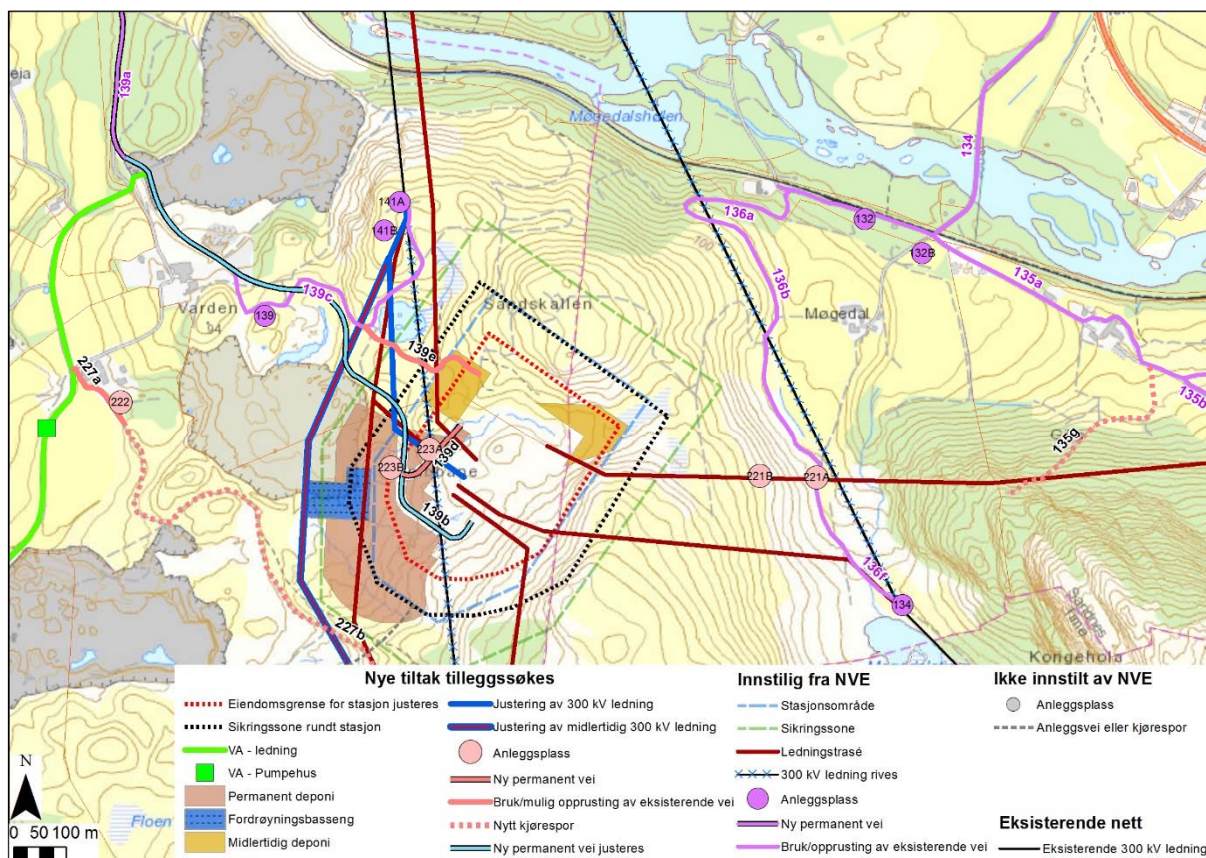 139a
Møgedalshølen
134
141A
141B
136a
132
132B
100
135a
Sandskallen
139c
Varden
94
139
136b
Møgedal
139e
227a
222
135b
135g
223A
139d
223B
221B
221A
139b
136f
134
227b
Sardnes
Kongehola
Floen
Nye tiltak tilleggssøkes
Eiendomsgrense for stasjon justeres
Sikringssone rundt stasjon
VA - ledning
VA - Pumpehus
Permanent deponi
Fordrøyningsbasseng
Midlertidig deponi
Justering av 300 kV ledning
Justering av midlertidig 300 kV ledning
Anleggsplass
Ny permanent vei
Bruk/mulig opprusting av eksisterende vei
Nytt kjørespor
Ny permanent vei justeres
Innstilig fra NVE
Stasjonsområde
Sikringssone
Ledningstrasé
300 kV ledning rives
Anleggsplass
Ny permanent vei
Bruk/opprusting av eksisterende vei
Ikke innstilt av NVE
Anleggsplass
Anleggsvei eller kjørespor
Eksisterende nett
Eksisterende 300 kV ledning
N
0 50 100 m